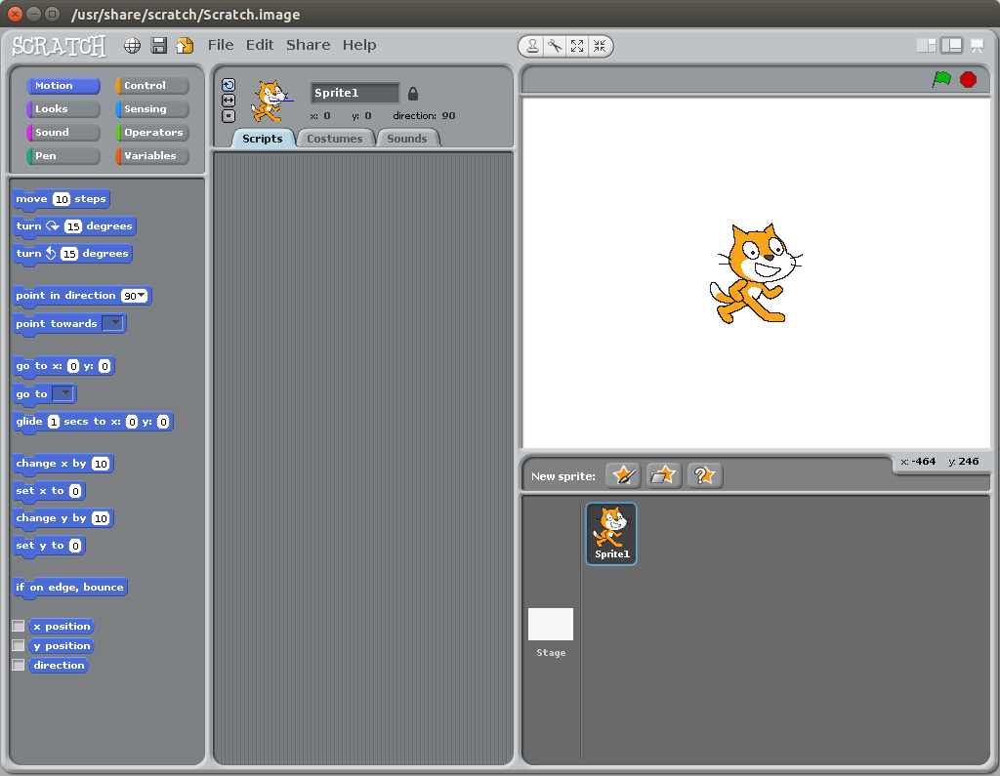 /usr/share/scratch/Scratch.image
SCRATCH File Edit Share Help
Motion Control
Looks Sensing
Sound Operators
Pen Variables
move 10 steps
turn 15 degrees
turn 15 degrees
point in direction 90
point towards
go to x: 0 y: 0
go to
glide 1 secs to x: 0 y: 0
change x by 10
set x to 0
change y by 10
set y to 0
if on edge, bounce
x position
y position
direction
Sprite1
x: 0 y: 0 direction: 90
Scripts Costumes Sounds
x: -464 y: 246
New sprite:
Sprite1
Stage